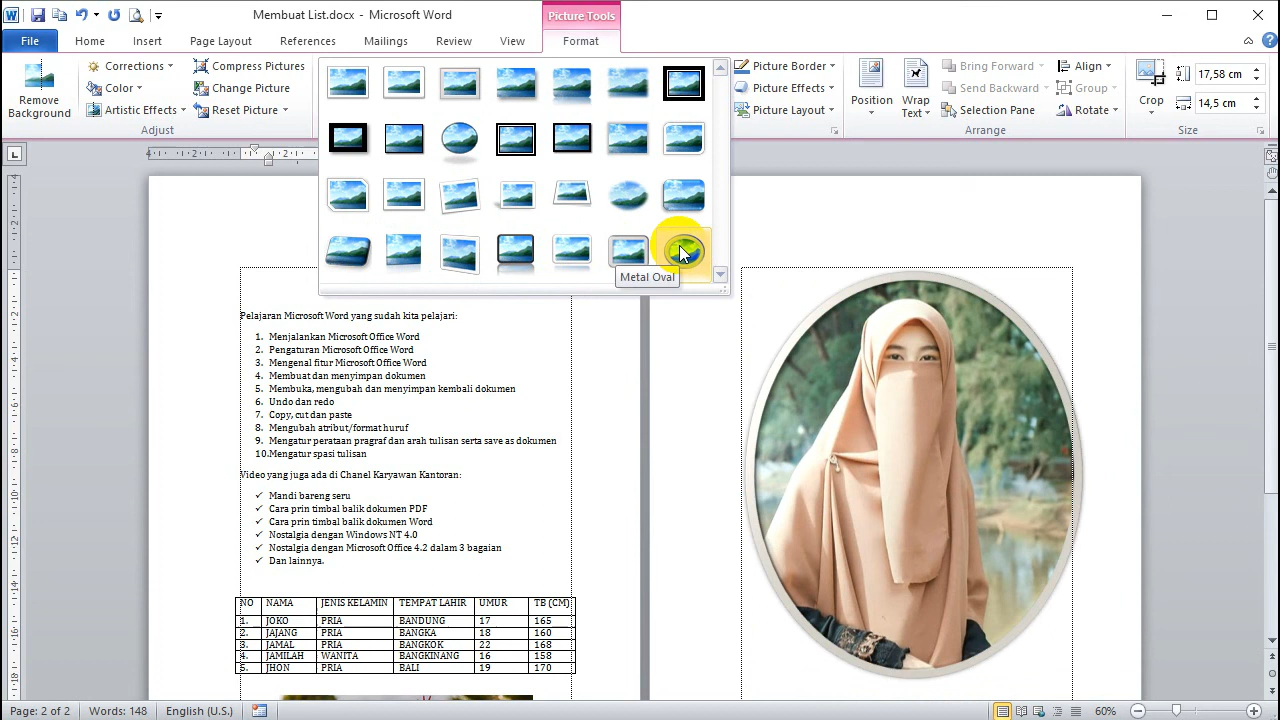 Membuat List.docx - Microsoft Word
Picture Tools
File
Home
Insert
Page Layout
References
Mailings
Review
View
Format
Remove Background
Corrections
Color
Artistic Effects
Compress Pictures
Change Picture
Reset Picture
Adjust
Picture Border
Picture Effects
Picture Layout
Position
Wrap Text
Bring Forward
Send Backward
Selection Pane
Align
Group
Rotate
Arrange
Crop
17,58 cm
14,5 cm
Size
Metal Oval
Pelajaran Microsoft Word yang sudah kita pelajari:
1. Menjalankan Microsoft Office Word
2. Pengaturan Microsoft Office Word
3. Mengenal fitur Microsoft Office Word
4. Membuat dan menyimpan dokumen
5. Membuka, mengubah dan menyimpan kembali dokumen
6. Undo dan redo
7. Copy, cut dan paste
8. Mengubah atribut/format huruf
9. Mengatur perataan pragraf dan arah tulisan serta save as dokumen
10. Mengatur spasi tulisan
Video yang juga ada di Chanel Karyawan Kantoran:
✓ Mandi bareng seru
✓ Cara prin timbal balik dokumen PDF
✓ Cara prin timbal balik dokumen Word
✓ Nostalgia dengan Windows NT 4.0
✓ Nostalgia dengan Microsoft Office 4.2 dalam 3 bagaian
✓ Dan lainnya.
NO NAMA JENIS KELAMIN TEMPAT LAHIR UMUR TB (CM)
1. JOKO PRIA BANDUNG 17 165
2. JAJANG PRIA BANGKA 18 160
3. JAMAL PRIA BANGKOK 22 168
4. JAMILAH WANITA BANGKINANG 16 158
5. JHON PRIA BALI 19 170
Page: 2 of 2
Words: 148
English (U.S.)
60%